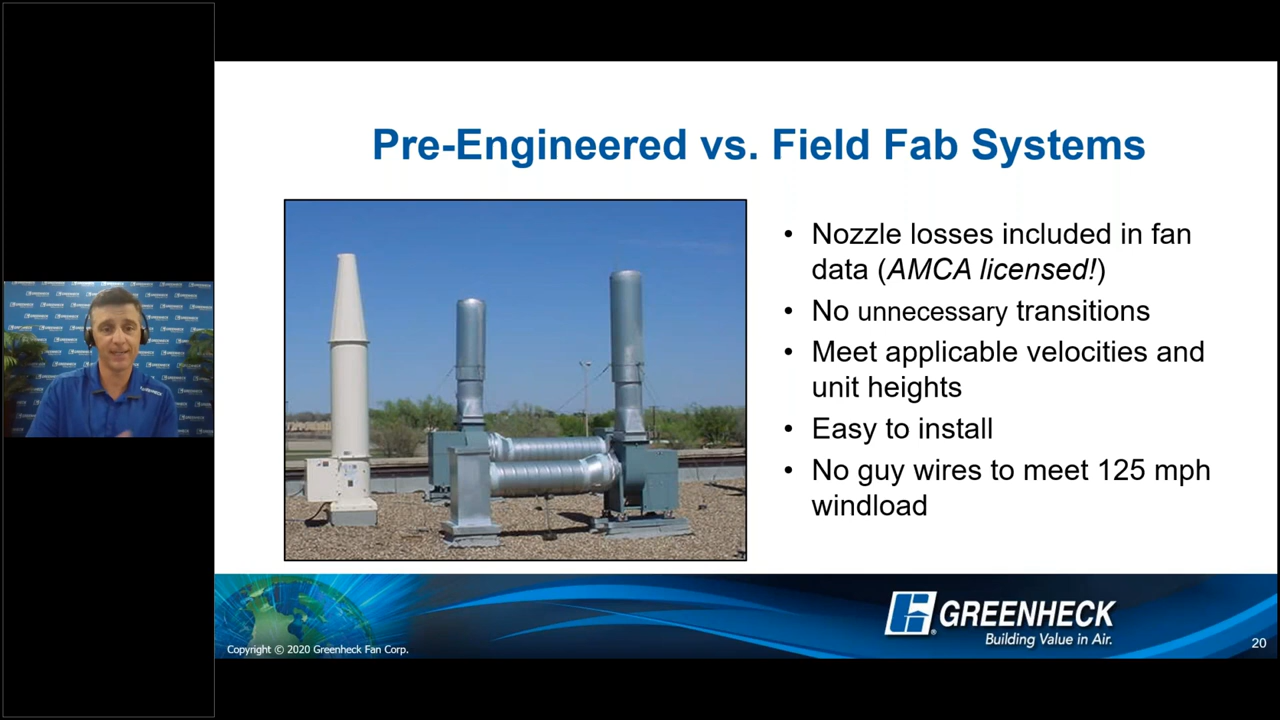 Pre-Engineered vs. Field Fab Systems
• Nozzle losses included in fan
data (AMCA licensed!)
• No unnecessary transitions
• Meet applicable velocities and
unit heights
• Easy to install
• No guy wires to meet 125 mph
windload
GREENHECK
Building Value in Air.
Copyright © 2020 Greenheck Fan Corp.
20